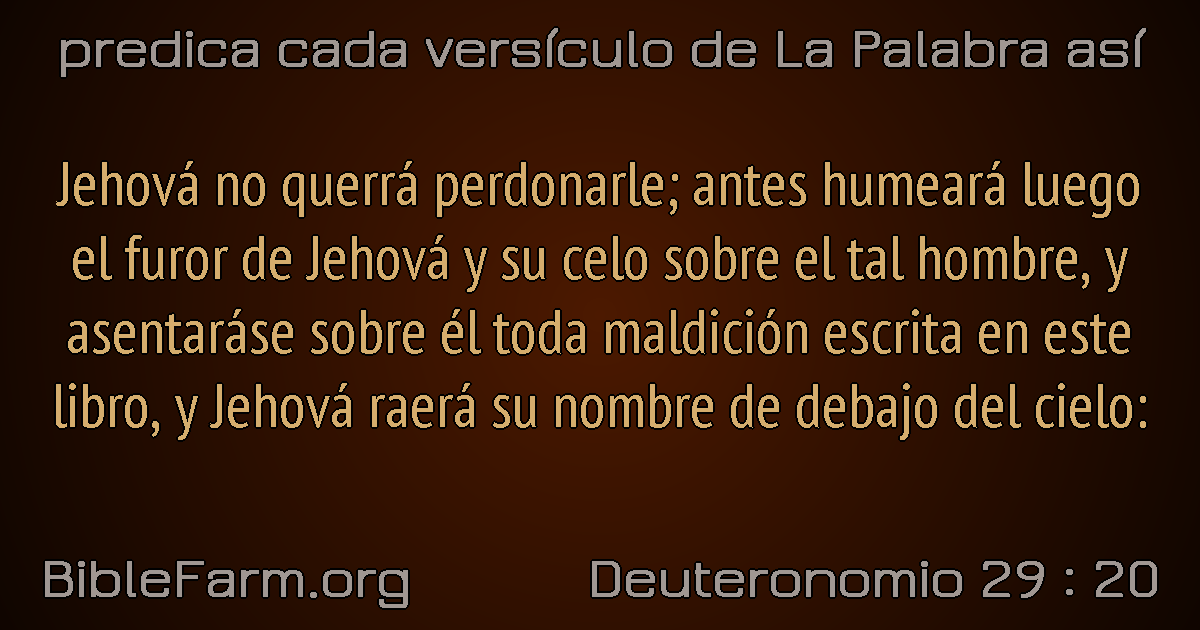 predica cada versículo de La Palabra así
Jehová no querrá perdonarle; antes humeará luego
el furor de Jehová y su celo sobre el tal hombre, y
asentaráse sobre él toda maldición escrita en este
libro, y Jehová raerá su nombre de debajo del cielo:
BibleFarm.org Deuteronomio 29 : 20